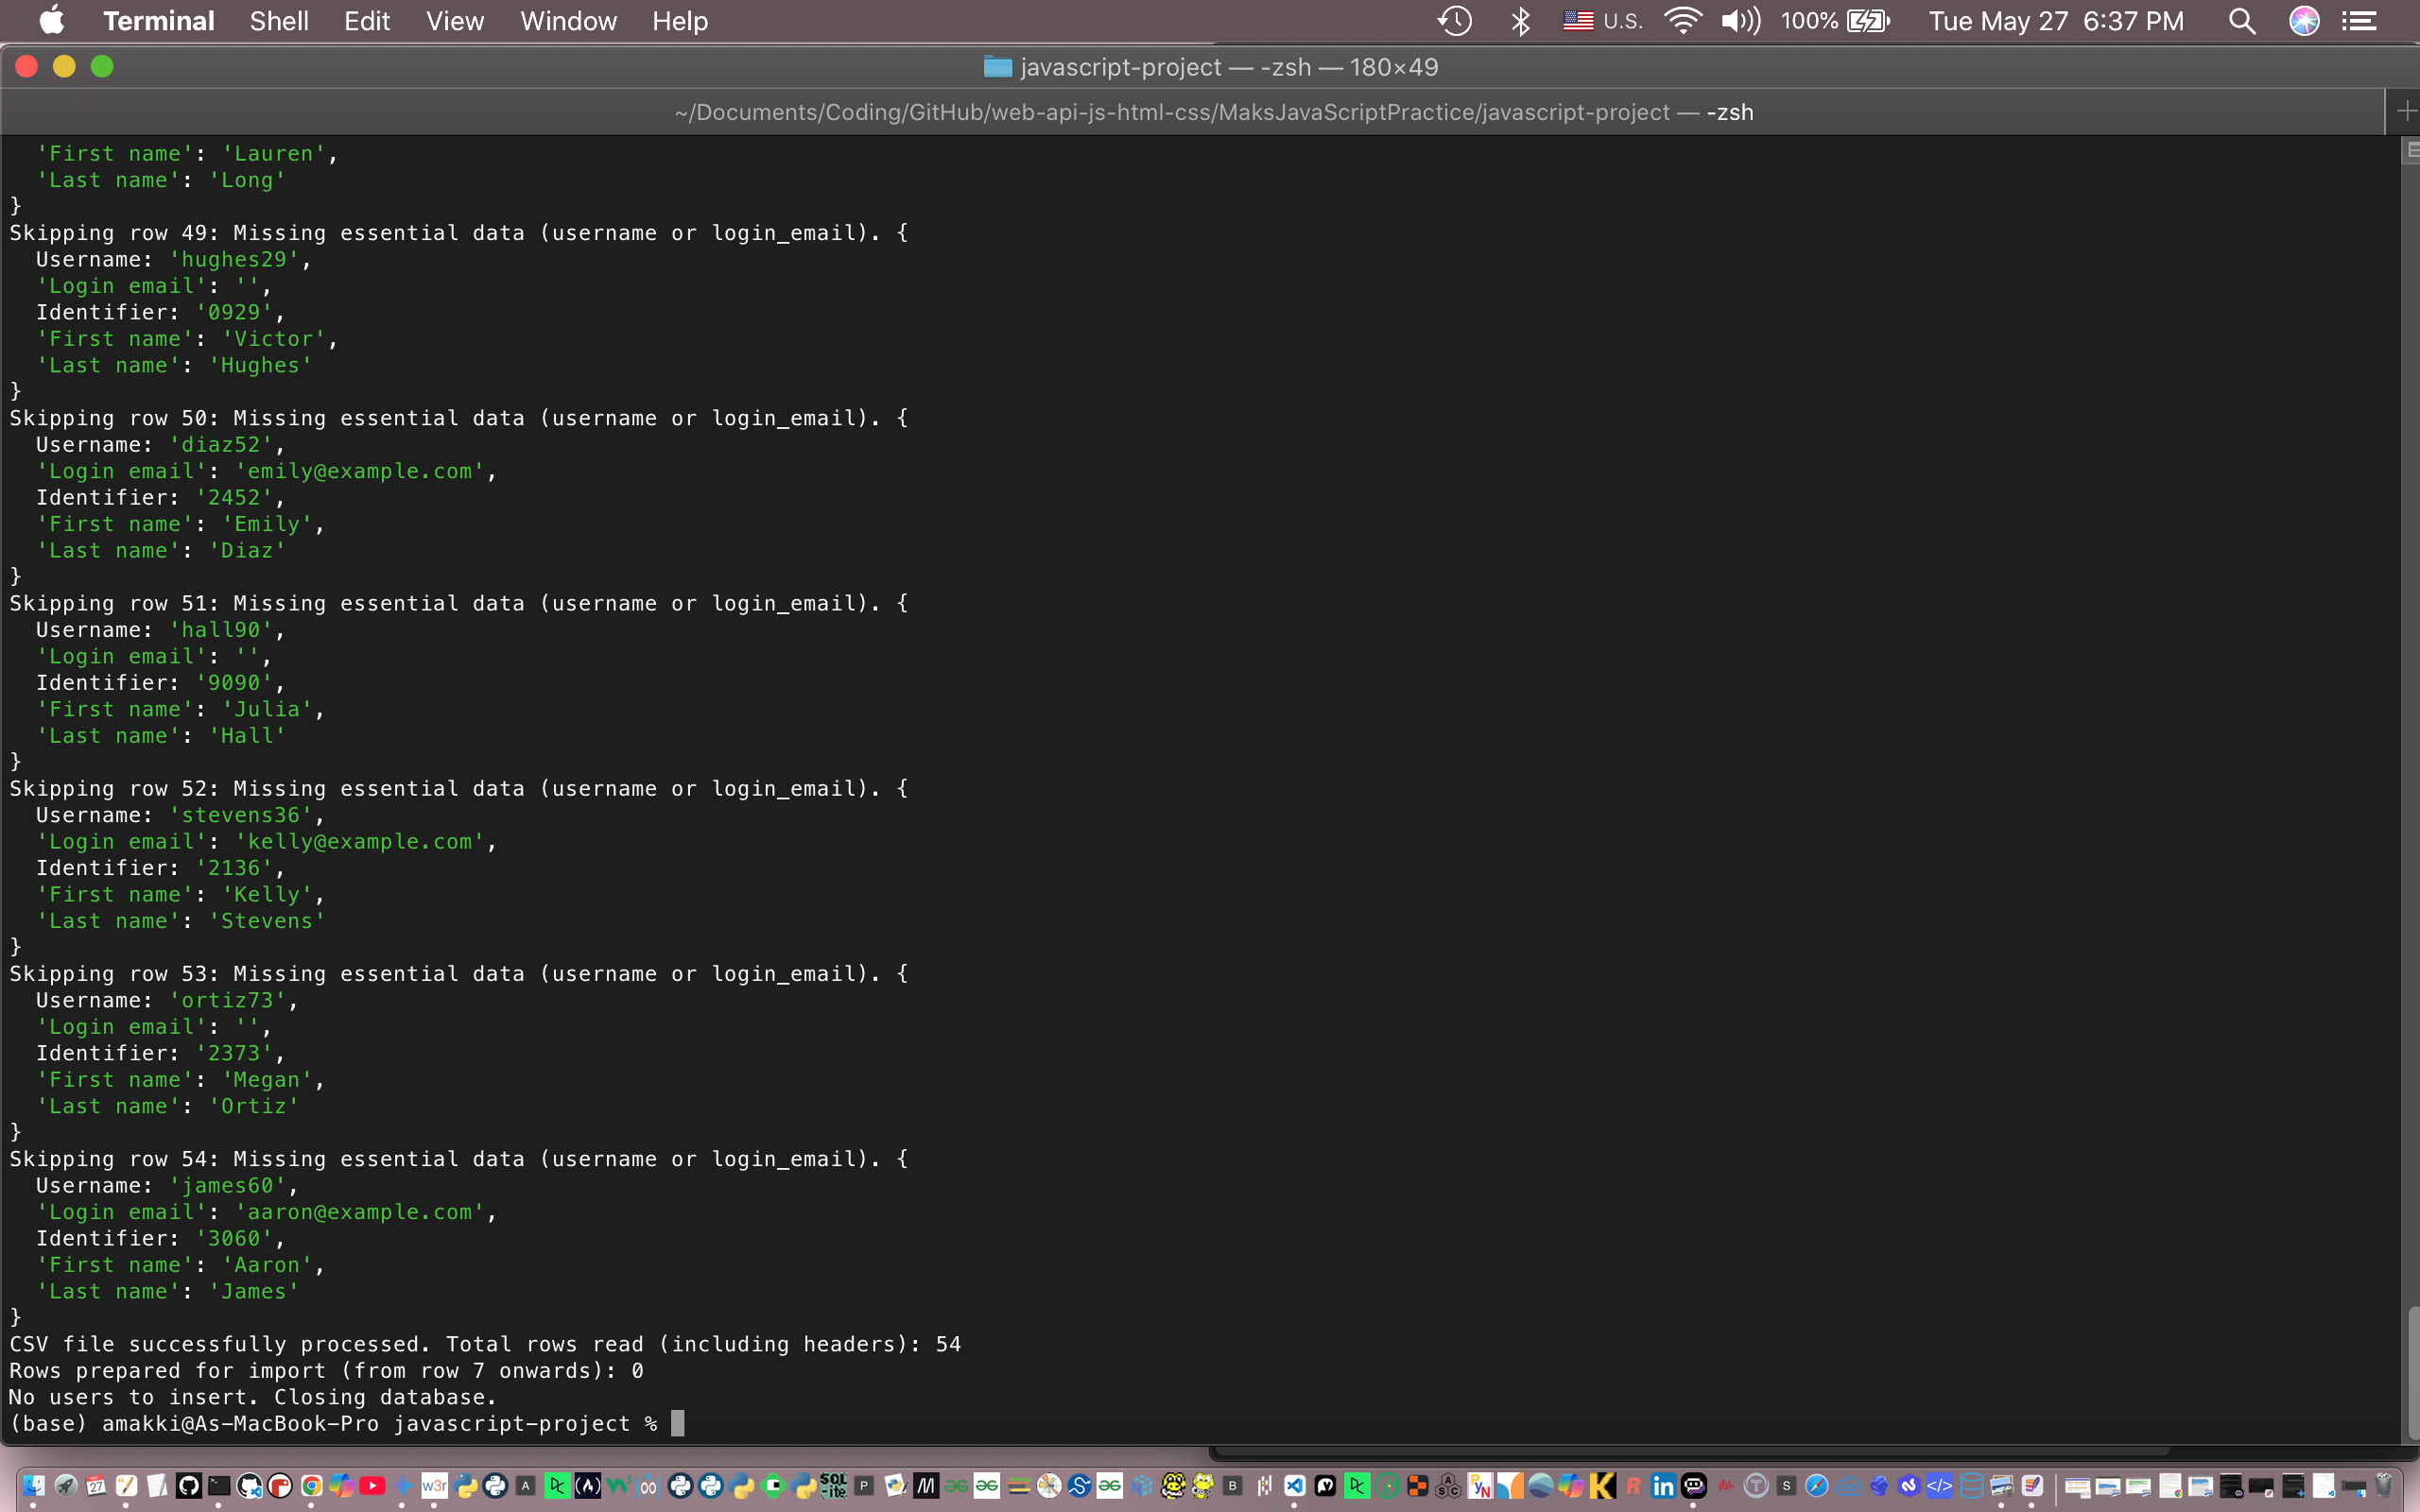 Terminal Shell Edit View Window Help U.S. 100% Tue May 27 6:37 PM
javascript-project — -zsh — 180×49
~/Documents/Coding/GitHub/web-api-js-html-css/MaksJavaScriptPractice/javascript-project — -zsh
'First name': 'Lauren',
'Last name': 'Long'
}
Skipping row 49: Missing essential data (username or login_email). {
Username: 'hughes29',
'Login email': '',
Identifier: '0929',
'First name': 'Victor',
'Last name': 'Hughes'
}
Skipping row 50: Missing essential data (username or login_email). {
Username: 'diaz52',
'Login email': 'emily@example.com',
Identifier: '2452',
'First name': 'Emily',
'Last name': 'Diaz'
}
Skipping row 51: Missing essential data (username or login_email). {
Username: 'hall90',
'Login email': '',
Identifier: '9090',
'First name': 'Julia',
'Last name': 'Hall'
}
Skipping row 52: Missing essential data (username or login_email). {
Username: 'stevens36',
'Login email': 'kelly@example.com',
Identifier: '2136',
'First name': 'Kelly',
'Last name': 'Stevens'
}
Skipping row 53: Missing essential data (username or login_email). {
Username: 'ortiz73',
'Login email': '',
Identifier: '2373',
'First name': 'Megan',
'Last name': 'Ortiz'
}
Skipping row 54: Missing essential data (username or login_email). {
Username: 'james60',
'Login email': 'aaron@example.com',
Identifier: '3060',
'First name': 'Aaron',
'Last name': 'James'
}
CSV file successfully processed. Total rows read (including headers): 54
Rows prepared for import (from row 7 onwards): 0
No users to insert. Closing database.
(base) amakki@As-MacBook-Pro javascript-project %